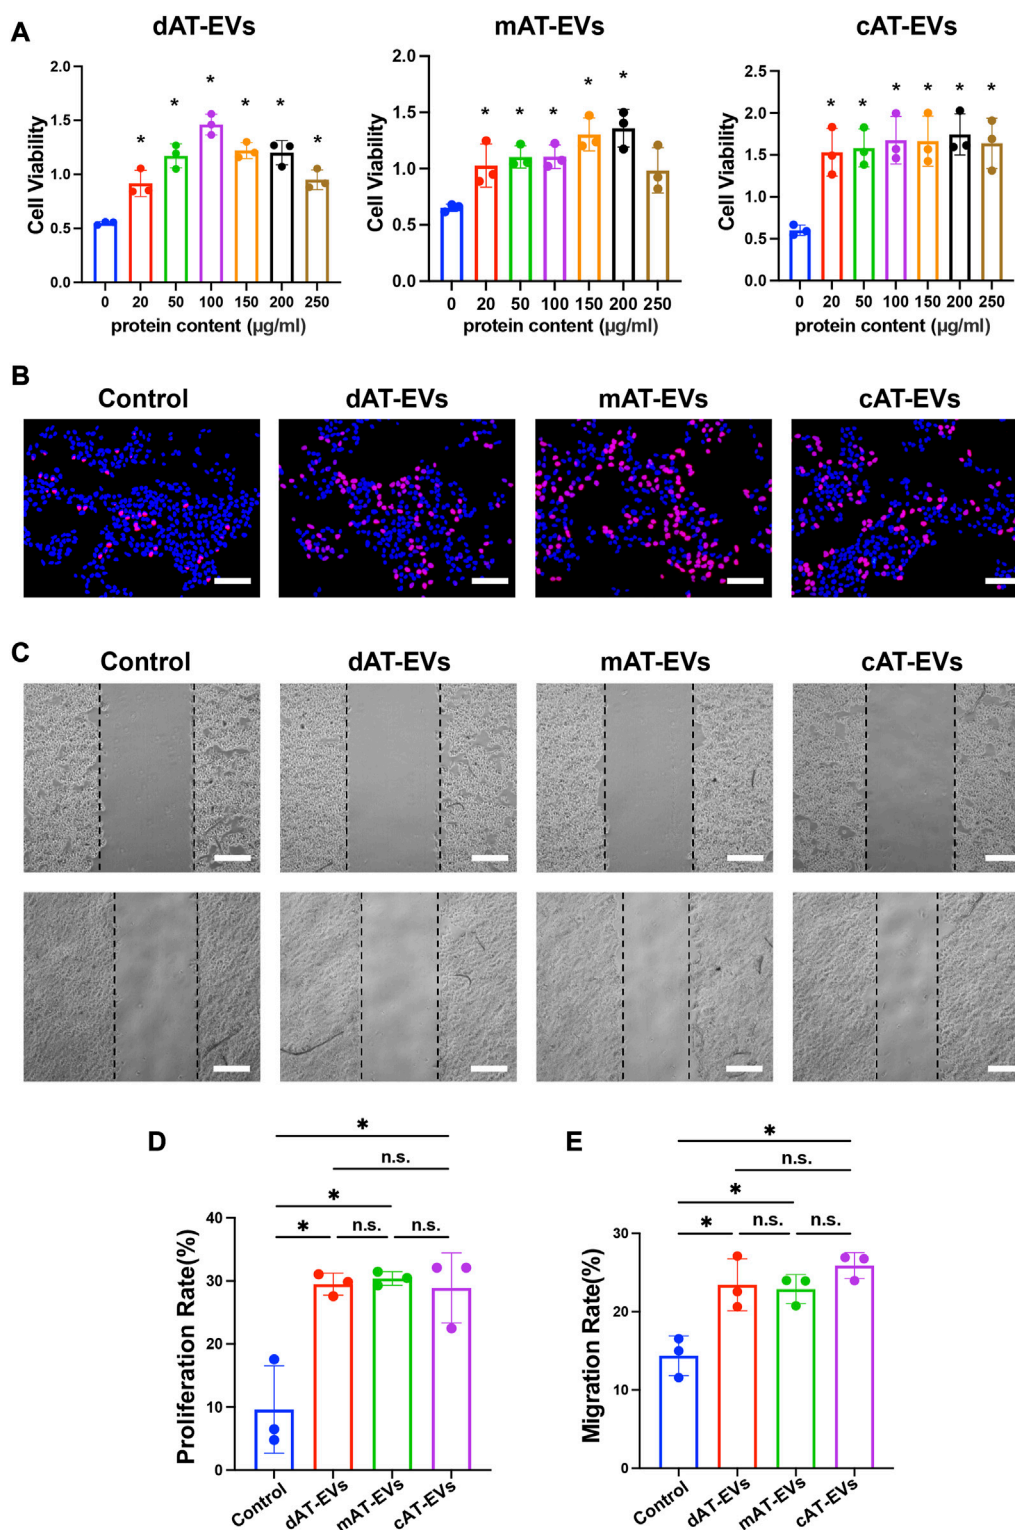 A
dAT-EVs
mAT-EVs
cAT-EVs
Cell Viability
2.0
1.5
1.0
0.5
0.0
* * * * * *
0 20 50 100 150 200 250
protein content (µg/ml)
Cell Viability
2.0
1.5
1.0
0.5
0.0
* * * * *
0 20 50 100 150 200 250
protein content (µg/ml)
Cell Viability
2.5
2.0
1.5
1.0
0.5
0.0
* * * * * *
0 20 50 100 150 200 250
protein content (µg/ml)
B
Control
dAT-EVs
mAT-EVs
cAT-EVs
C
Control
dAT-EVs
mAT-EVs
cAT-EVs
D
*
n.s.
*
* n.s. n.s.
Proliferation Rate(%)
40
30
20
10
0
Control
dAT-EVs
mAT-EVs
cAT-EVs
E
*
n.s.
*
* n.s. n.s.
Migration Rate(%)
30
20
10
0
Control
dAT-EVs
mAT-EVs
cAT-EVs